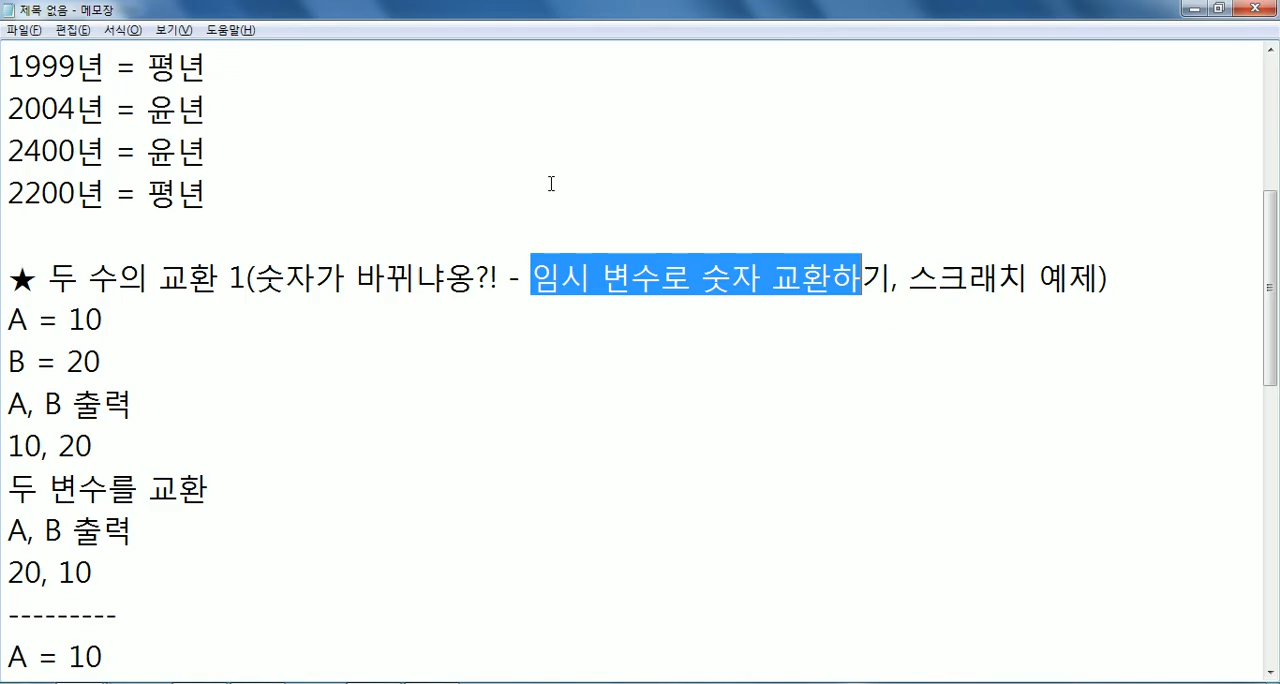 제목 없음 - 메모장
파일(F) 편집(E) 서식(O) 보기(V) 도움말(H)
1999년 = 평년
2004년 = 윤년
2400년 = 윤년
2200년 = 평년
★ 두 수의 교환 1(숫자가 바뀌냐옹?! - 임시 변수로 숫자 교환하기, 스크래치 예제)
A = 10
B = 20
A, B 출력
10, 20
두 변수를 교환
A, B 출력
20, 10
---------
A = 10